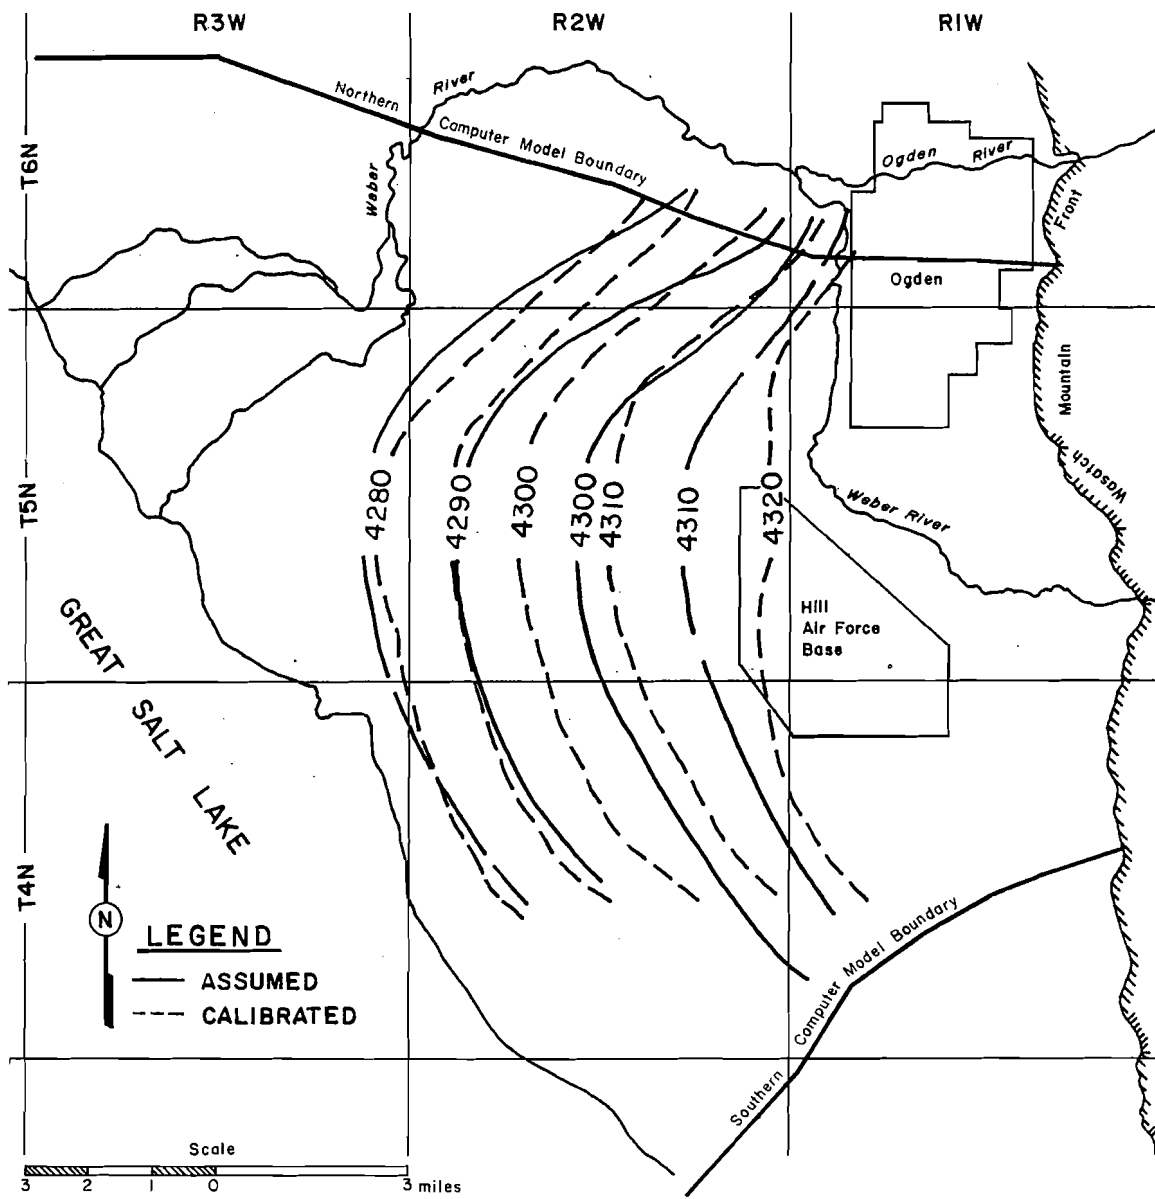 R3W
R2W
R1W
River
Northern
Computer Model Boundary
Ogden
River
T6N
Weber
Front
Ogden
Mountain
Wasatch
T5N
4280
4290
4300
4300
4310
4310
4320
Weber River
Hill
Air Force
Base
GREAT
SALT
LAKE
T4N
N
LEGEND
ASSUMED
CALIBRATED
Computer Model Boundary
Southern
Scale
3 2 1 0 3 miles